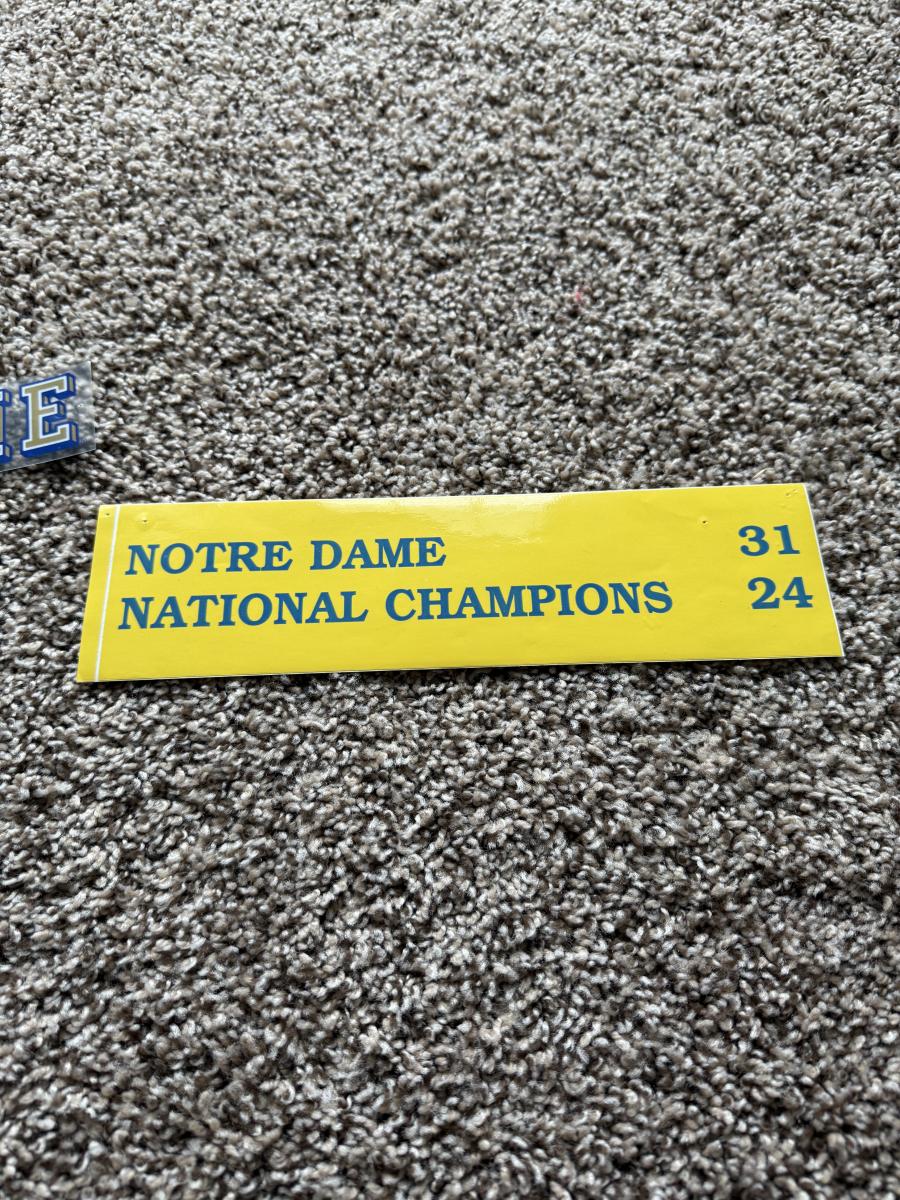 E
NOTRE DAME 31
NATIONAL CHAMPIONS 24